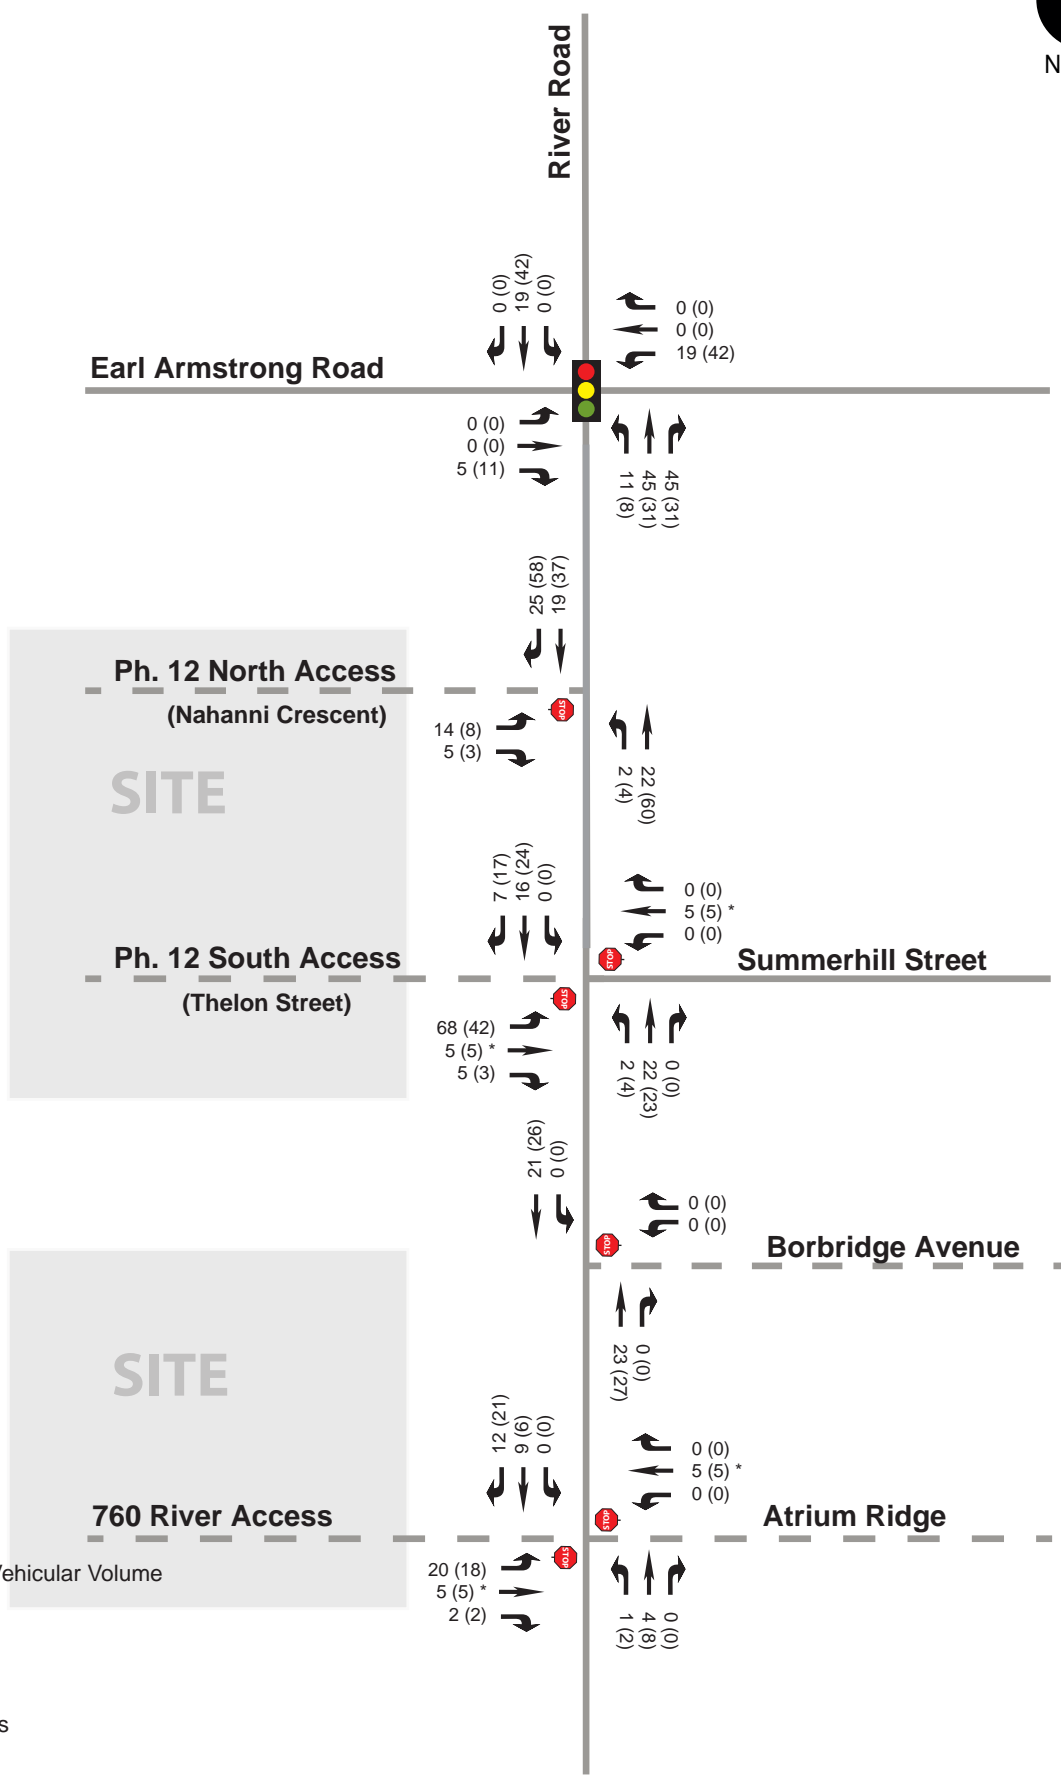 N
River Road
0 (0)
19 (42)
0 (0)
0 (0)
0 (0)
19 (42)
Earl Armstrong Road
0 (0)
0 (0)
5 (11)
11 (8)
45 (31)
45 (31)
25 (58)
19 (37)
Ph. 12 North Access
(Nahanni Crescent)
STOP
14 (8)
5 (3)
2 (4)
22 (60)
SITE
7 (17)
16 (24)
0 (0)
0 (0)
5 (5) *
0 (0)
STOP
Ph. 12 South Access
Summerhill Street
(Thelon Street)
STOP
68 (42)
5 (5) *
5 (3)
2 (4)
22 (23)
0 (0)
21 (26)
0 (0)
0 (0)
0 (0)
STOP
Borbridge Avenue
23 (27)
0 (0)
SITE
12 (21)
9 (6)
0 (0)
0 (0)
5 (5) *
0 (0)
STOP
760 River Access
Atrium Ridge
STOP
ehicular Volume
20 (18)
5 (5) *
2 (2)
1 (2)
4 (8)
0 (0)
s